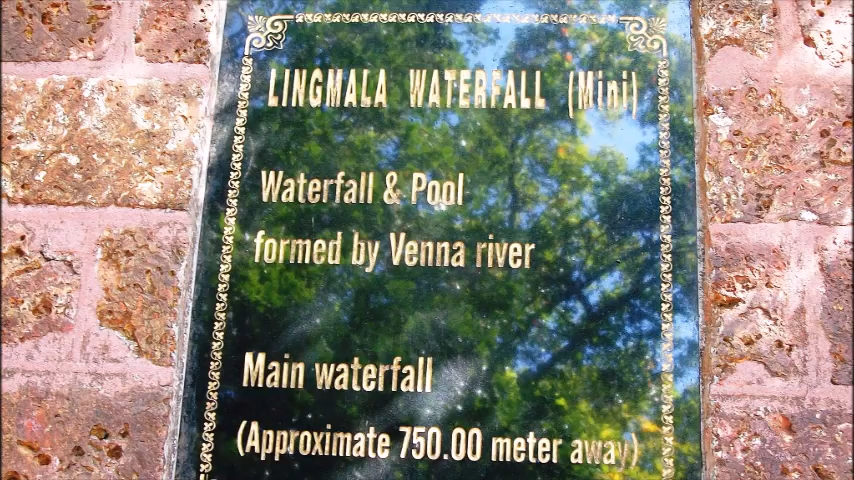 LINGMALA WATERFALL (Mini)
Waterfall & Pool
formed by Venna river
Main waterfall
(Approximate 750.00 meter away)